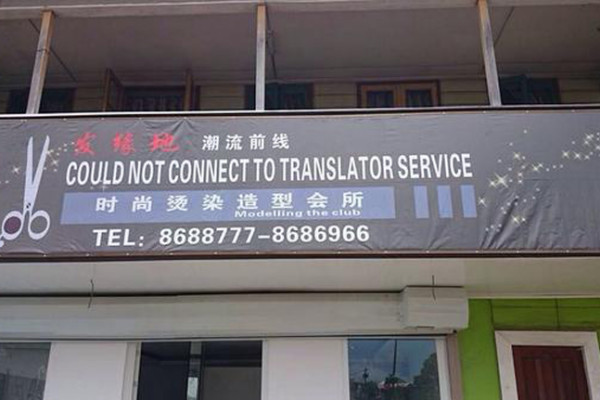 发缘地 潮流前线
COULD NOT CONNECT TO TRANSLATOR SERVICE
时尚烫染造型会所
Modelling the club
TEL: 8688777-8686966